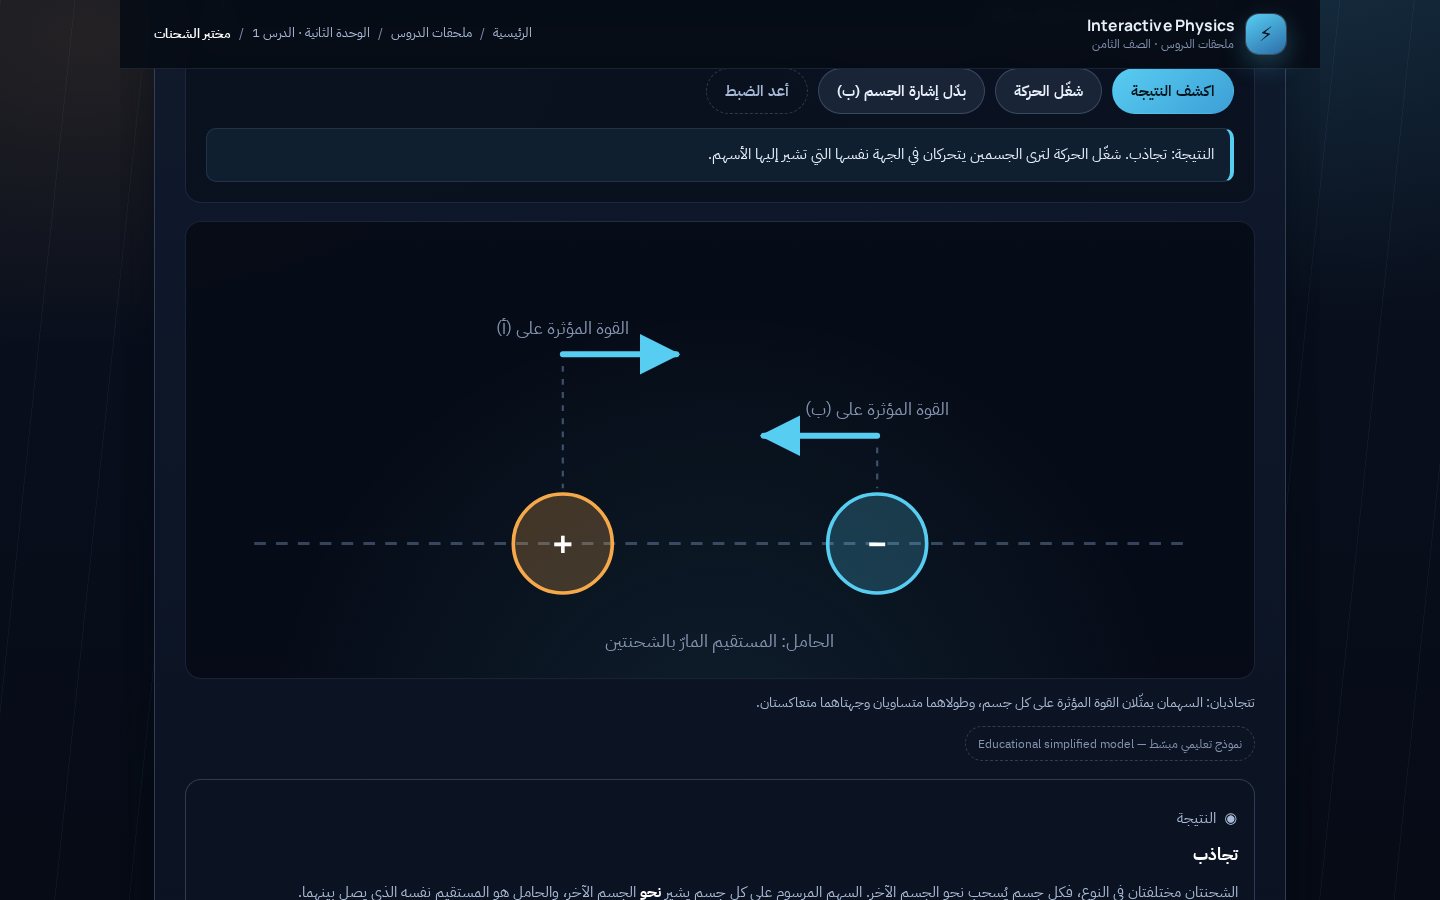 Interactive Physics
ملحقات الدروس · الصف الثامن
الرئيسية / ملحقات الدروس / الوحدة الثانية · الدرس 1 / مختبر الشحنات
اكشف النتيجة
شغّل الحركة
بدّل إشارة الجسم (ب)
أعد الضبط
النتيجة: تجاذب. شغّل الحركة لترى الجسمين يتحركان في الجهة نفسها التي تشير إليها الأسهم.
القوة المؤثرة على (أ)
القوة المؤثرة على (ب)
+
−
الحامل: المستقيم المارّ بالشحنتين
تتجاذبان: السهمان يمثّلان القوة المؤثرة على كل جسم، وطولاهما متساويان وجهتاهما متعاكستان.
نموذج تعليمي مبسّط — Educational simplified model
◉ النتيجة
تجاذب
الشحنتان مختلفتان في النوع، فكل جسم يُسحب نحو الجسم الآخر. السهم المرسوم على كل جسم يشير نحو الجسم الآخر، والحامل هو المستقيم نفسه الذي يصل بينهما.